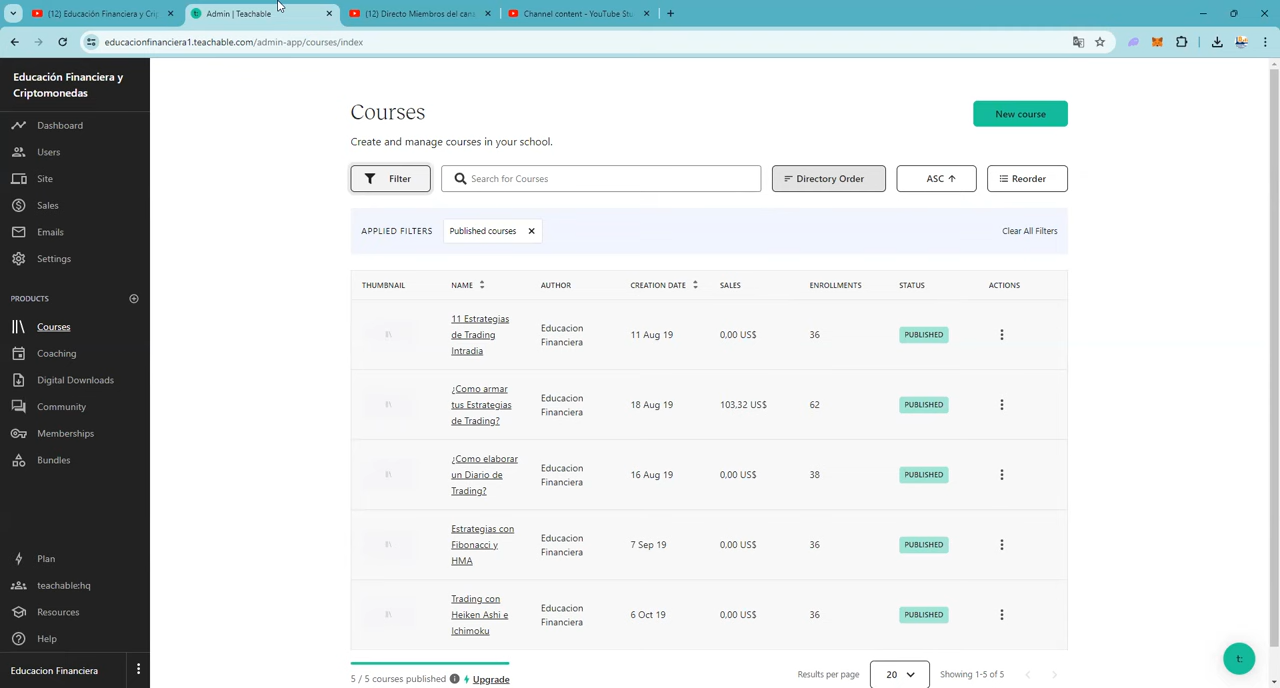 (12) Educación Financiera y Crip
Admin | Teachable
(12) Directo Miembros del cana
Channel content - YouTube Stu
educacionfinanciera1.teachable.com/admin-app/courses/index
Educación Financiera y
Criptomonedas
Dashboard
Users
Site
Sales
Emails
Settings
PRODUCTS
Courses
Coaching
Digital Downloads
Community
Memberships
Bundles
Plan
teachable:hq
Resources
Help
Educacion Financiera
Courses
New course
Create and manage courses in your school.
Filter
Search for Courses
Directory Order
ASC
Reorder
APPLIED FILTERS
Published courses
Clear All Filters
THUMBNAIL NAME AUTHOR CREATION DATE SALES ENROLLMENTS STATUS ACTIONS
11 Estrategias
de Trading
Intradia
Educacion
Financiera
11 Aug 19
0,00 US$
36
PUBLISHED
¿Como armar
tus Estrategias
de Trading?
Educacion
Financiera
18 Aug 19
103,32 US$
62
PUBLISHED
¿Como elaborar
un Diario de
Trading?
Educacion
Financiera
16 Aug 19
0,00 US$
38
PUBLISHED
Estrategias con
Fibonacci y
HMA
Educacion
Financiera
7 Sep 19
0,00 US$
36
PUBLISHED
Trading con
Heiken Ashi e
Ichimoku
Educacion
Financiera
6 Oct 19
0,00 US$
36
PUBLISHED
5 / 5 courses published
Upgrade
Results per page
20
Showing 1-5 of 5
t: